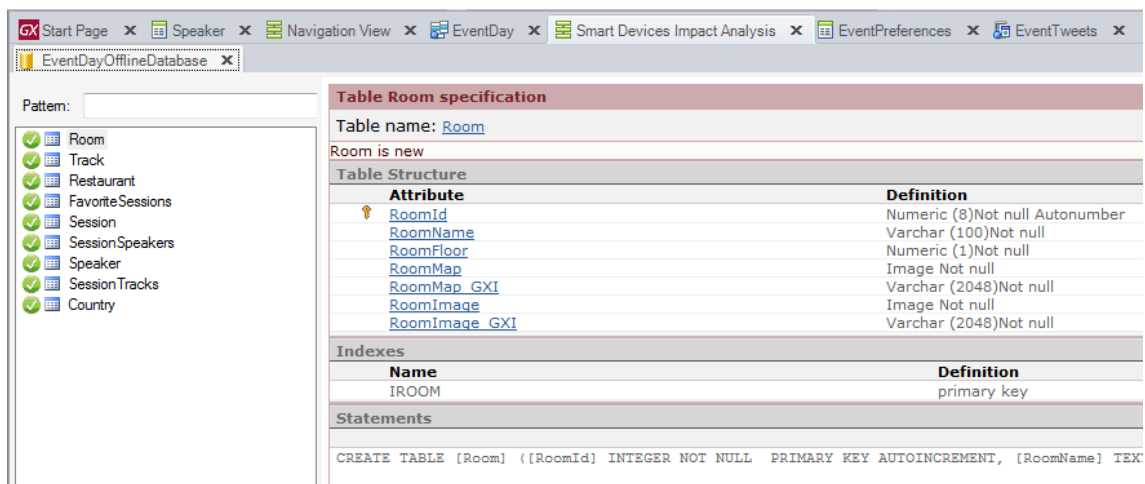 GX Start Page X Speaker X Navigation View X EventDay X Smart Devices Impact Analysis X EventPreferences X EventTweets X
EventDayOfflineDatabase X
Pattern:
Room
Track
Restaurant
FavoriteSessions
Session
SessionSpeakers
Speaker
SessionTracks
Country
Table Room specification
Table name: Room
Room is new
Table Structure
Attribute Definition
RoomId Numeric (8)Not null Autonumber
RoomName Varchar (100)Not null
RoomFloor Numeric (1)Not null
RoomMap Image Not null
RoomMap_GXI Varchar (2048)Not null
RoomImage Image Not null
RoomImage_GXI Varchar (2048)Not null
Indexes
Name Definition
IROOM primary key
Statements
CREATE TABLE [Room] ([RoomId] INTEGER NOT NULL PRIMARY KEY AUTOINCREMENT, [RoomName] TEXT